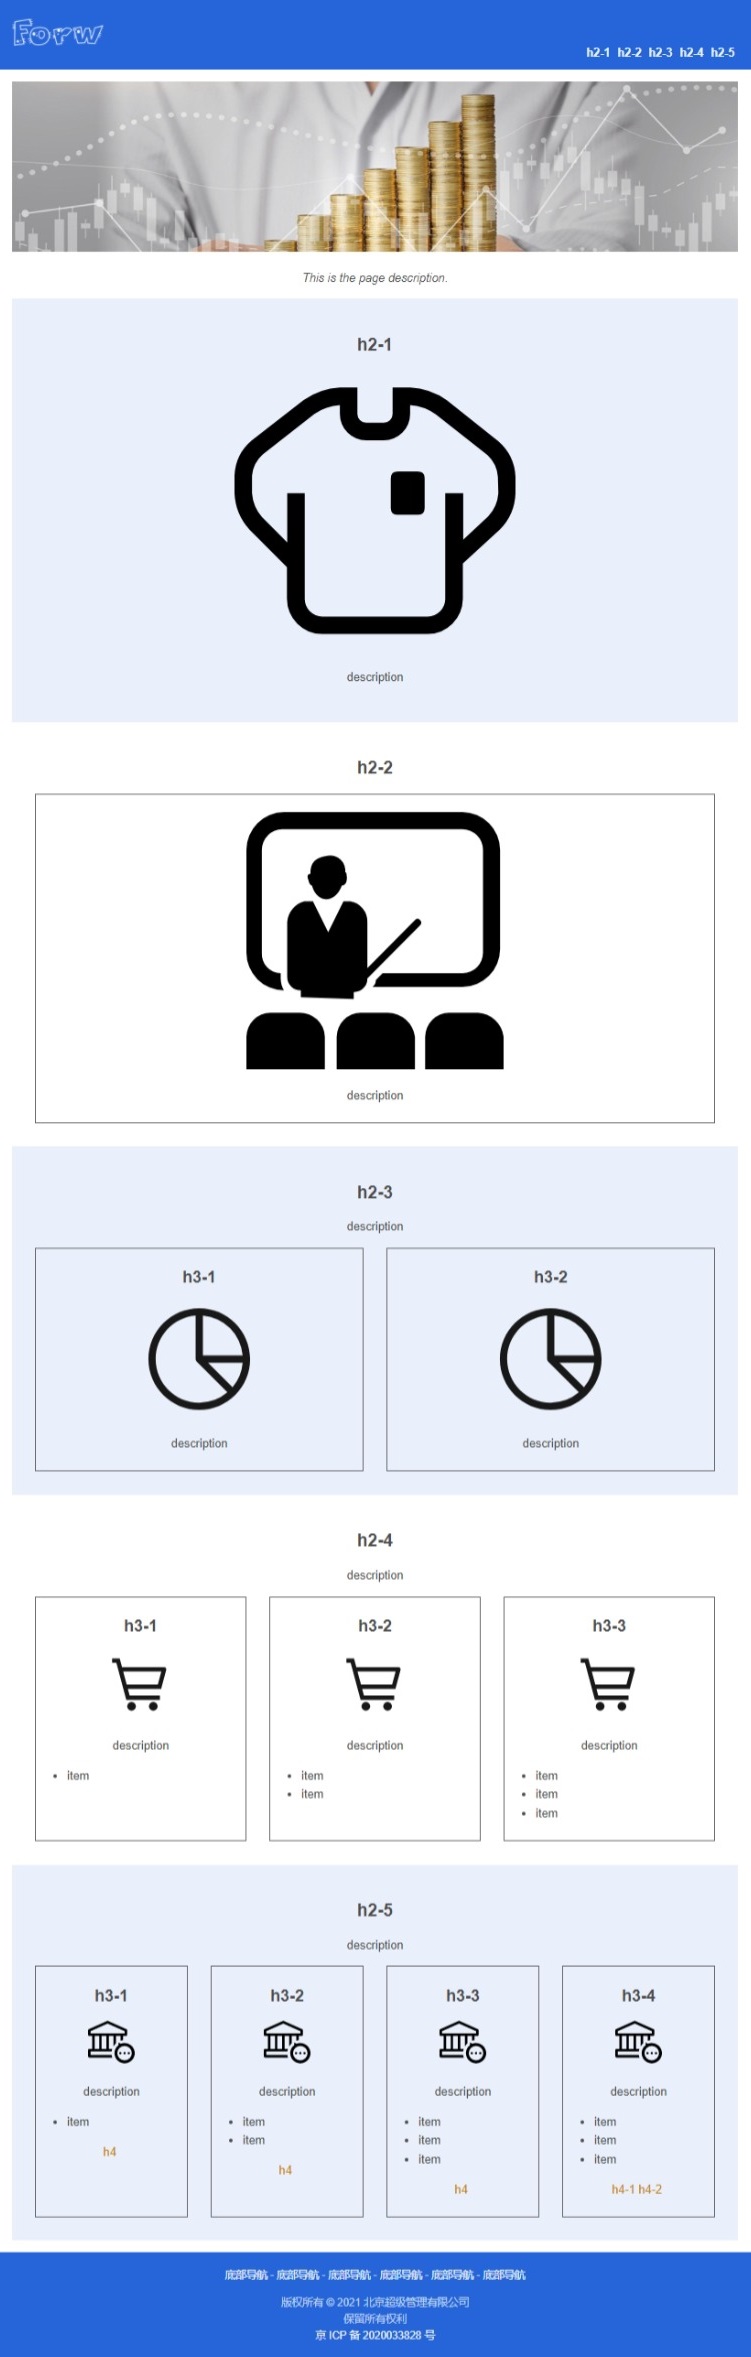 Forw
h2-1 h2-2 h2-3 h2-4 h2-5
This is the page description.
h2-1
description
h2-2
description
h2-3
description
h3-1
description
h3-2
description
h2-4
description
h3-1
description
item
h3-2
description
item
item
h3-3
description
item
item
item
h2-5
description
h3-1
description
item
h4
h3-2
description
item
item
h4
h3-3
description
item
item
item
h4
h3-4
description
item
item
item
h4-1 h4-2
底部导航 - 底部导航 - 底部导航 - 底部导航 - 底部导航 - 底部导航
版权所有 © 2021 北京超级管理有限公司
保留所有权利
京 ICP 备 2020033828 号